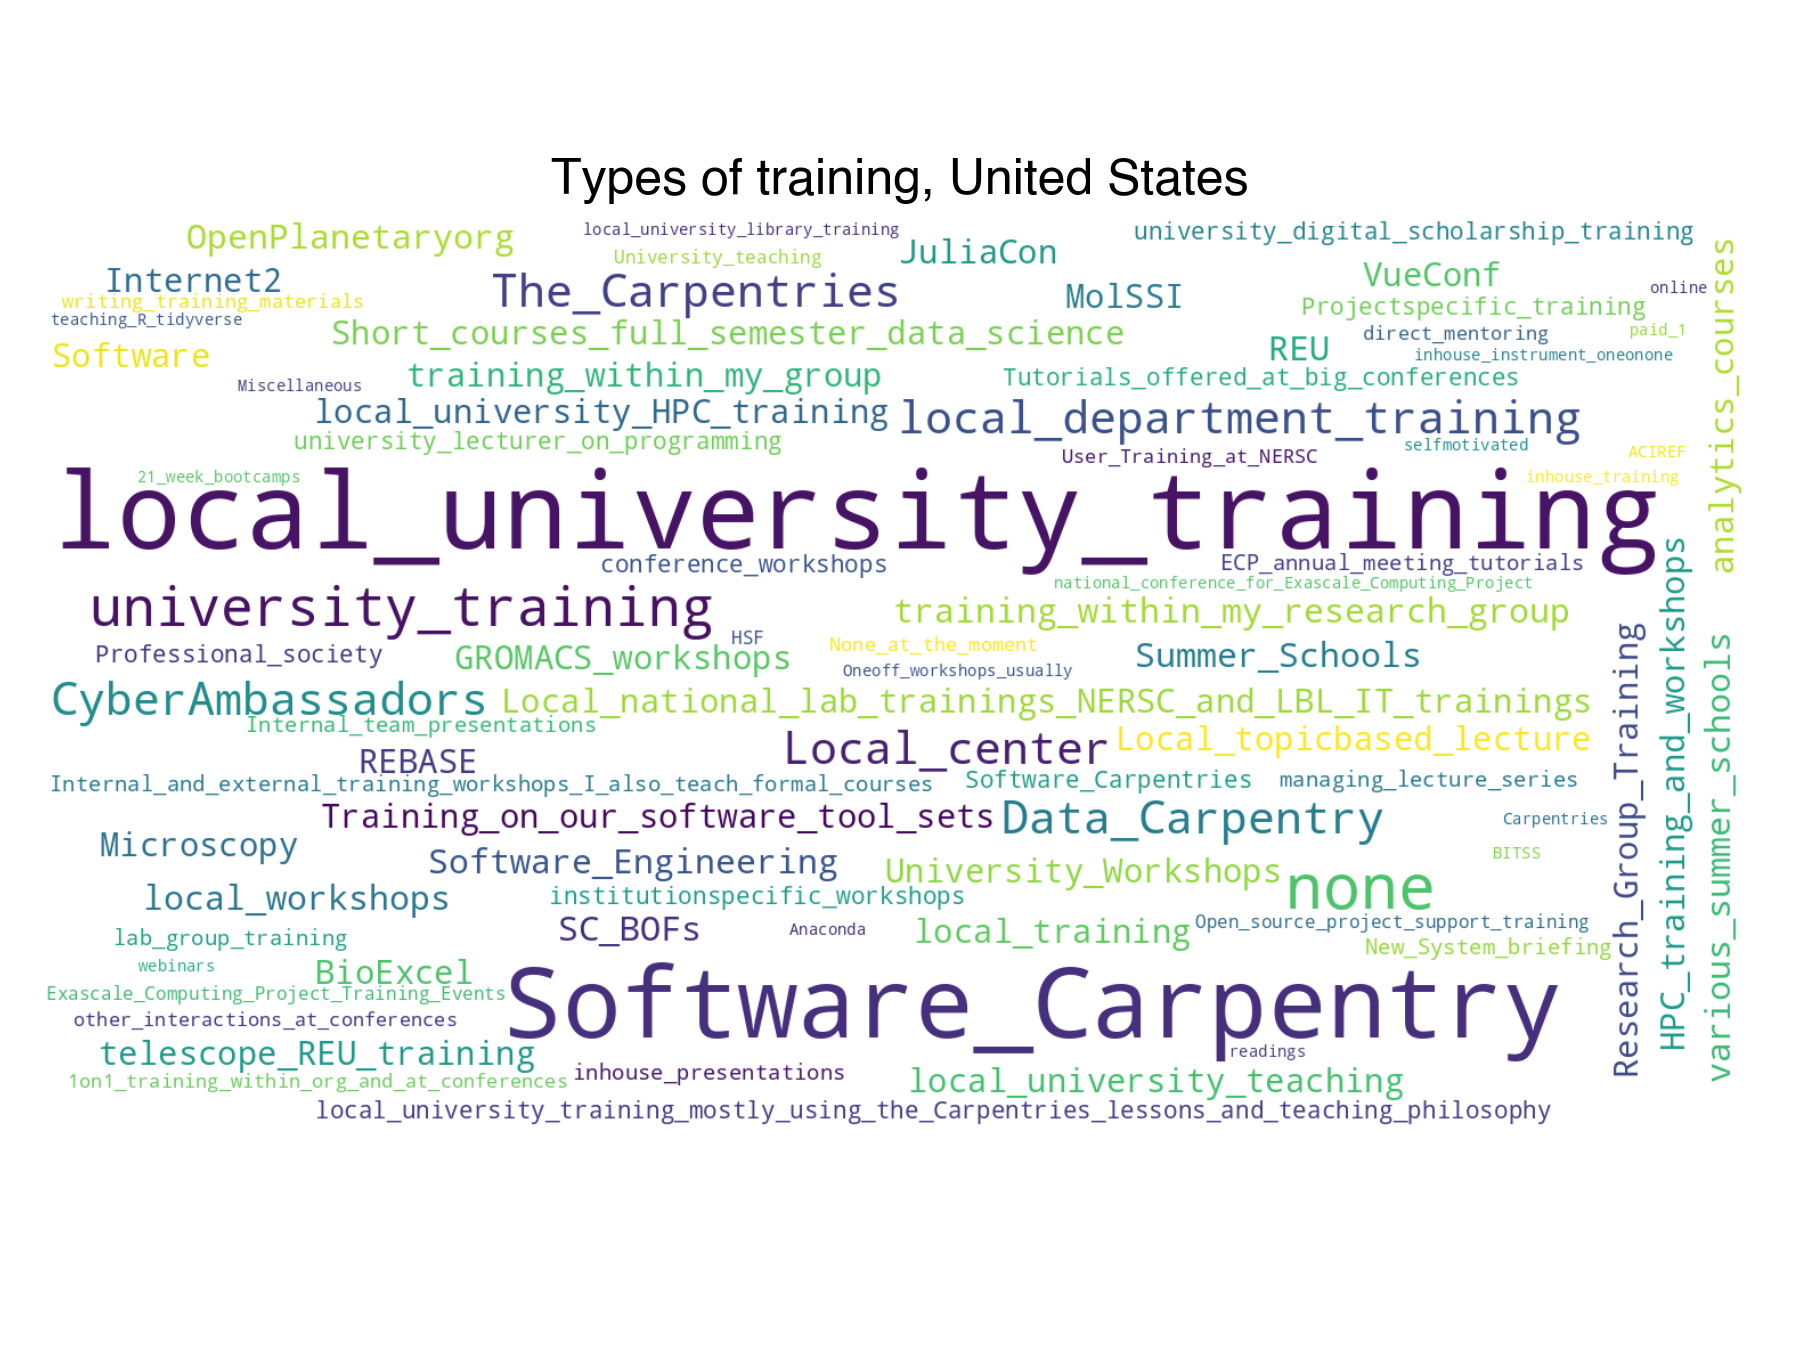 Types of training, United States
OpenPlanetaryorg
local_university_library_training
University_teaching
JuliaCon
university_digital_scholarship_training
Internet2
writing_training_materials
teaching_R_tidyverse
The_Carpentries
MolSSI
VueConf
online
Projectspecific_training
analytics_courses
Software
Short_courses_full_semester_data_science
direct_mentoring
paid_1
REU
inhouse_instrument_oneonone
Miscellaneous
training_within_my_group
Tutorials_offered_at_big_conferences
local_university_HPC_training
local_department_training
university_lecturer_on_programming
selfmotivated
User_Training_at_NERSC
ACIREF
21_week_bootcamps
inhouse_training
local_university_training
conference_workshops
ECP_annual_meeting_tutorials
national_conference_for_Exascale_Computing_Project
university_training
training_within_my_research_group
HSF
None_at_the_moment
Professional_society
GROMACS_workshops
Oneoff_workshops_usually
Summer_Schools
Research_Group_Training
HPC_training_and_workshops
various_summer_schools
CyberAmbassadors
Local_national_lab_trainings_NERSC_and_LBL_IT_trainings
Internal_team_presentations
REBASE
Local_center
Local_topicbased_lecture
Internal_and_external_training_workshops_I_also_teach_formal_courses
Software_Carpentries
managing_lecture_series
Training_on_our_software_tool_sets
Data_Carpentry
Carpentries
Microscopy
Software_Engineering
University_Workshops
BITSS
none
local_workshops
institutionspecific_workshops
lab_group_training
SC_BOFs
Anaconda
local_training
Open_source_project_support_training
New_System_briefing
webinars
BioExcel
Exascale_Computing_Project_Training_Events
Software_Carpentry
other_interactions_at_conferences
telescope_REU_training
readings
1on1_training_within_org_and_at_conferences
inhouse_presentations
local_university_teaching
local_university_training_mostly_using_the_Carpentries_lessons_and_teaching_philosophy